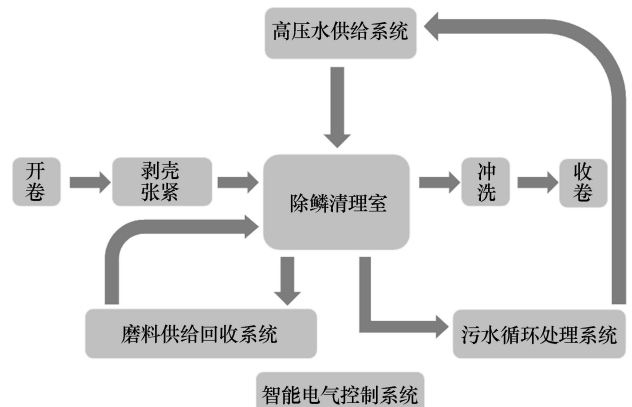 高压水供给系统
开
卷
剥壳
张紧
除鳞清理室
冲
洗
收
卷
磨料供给回收系统
污水循环处理系统
智能电气控制系统